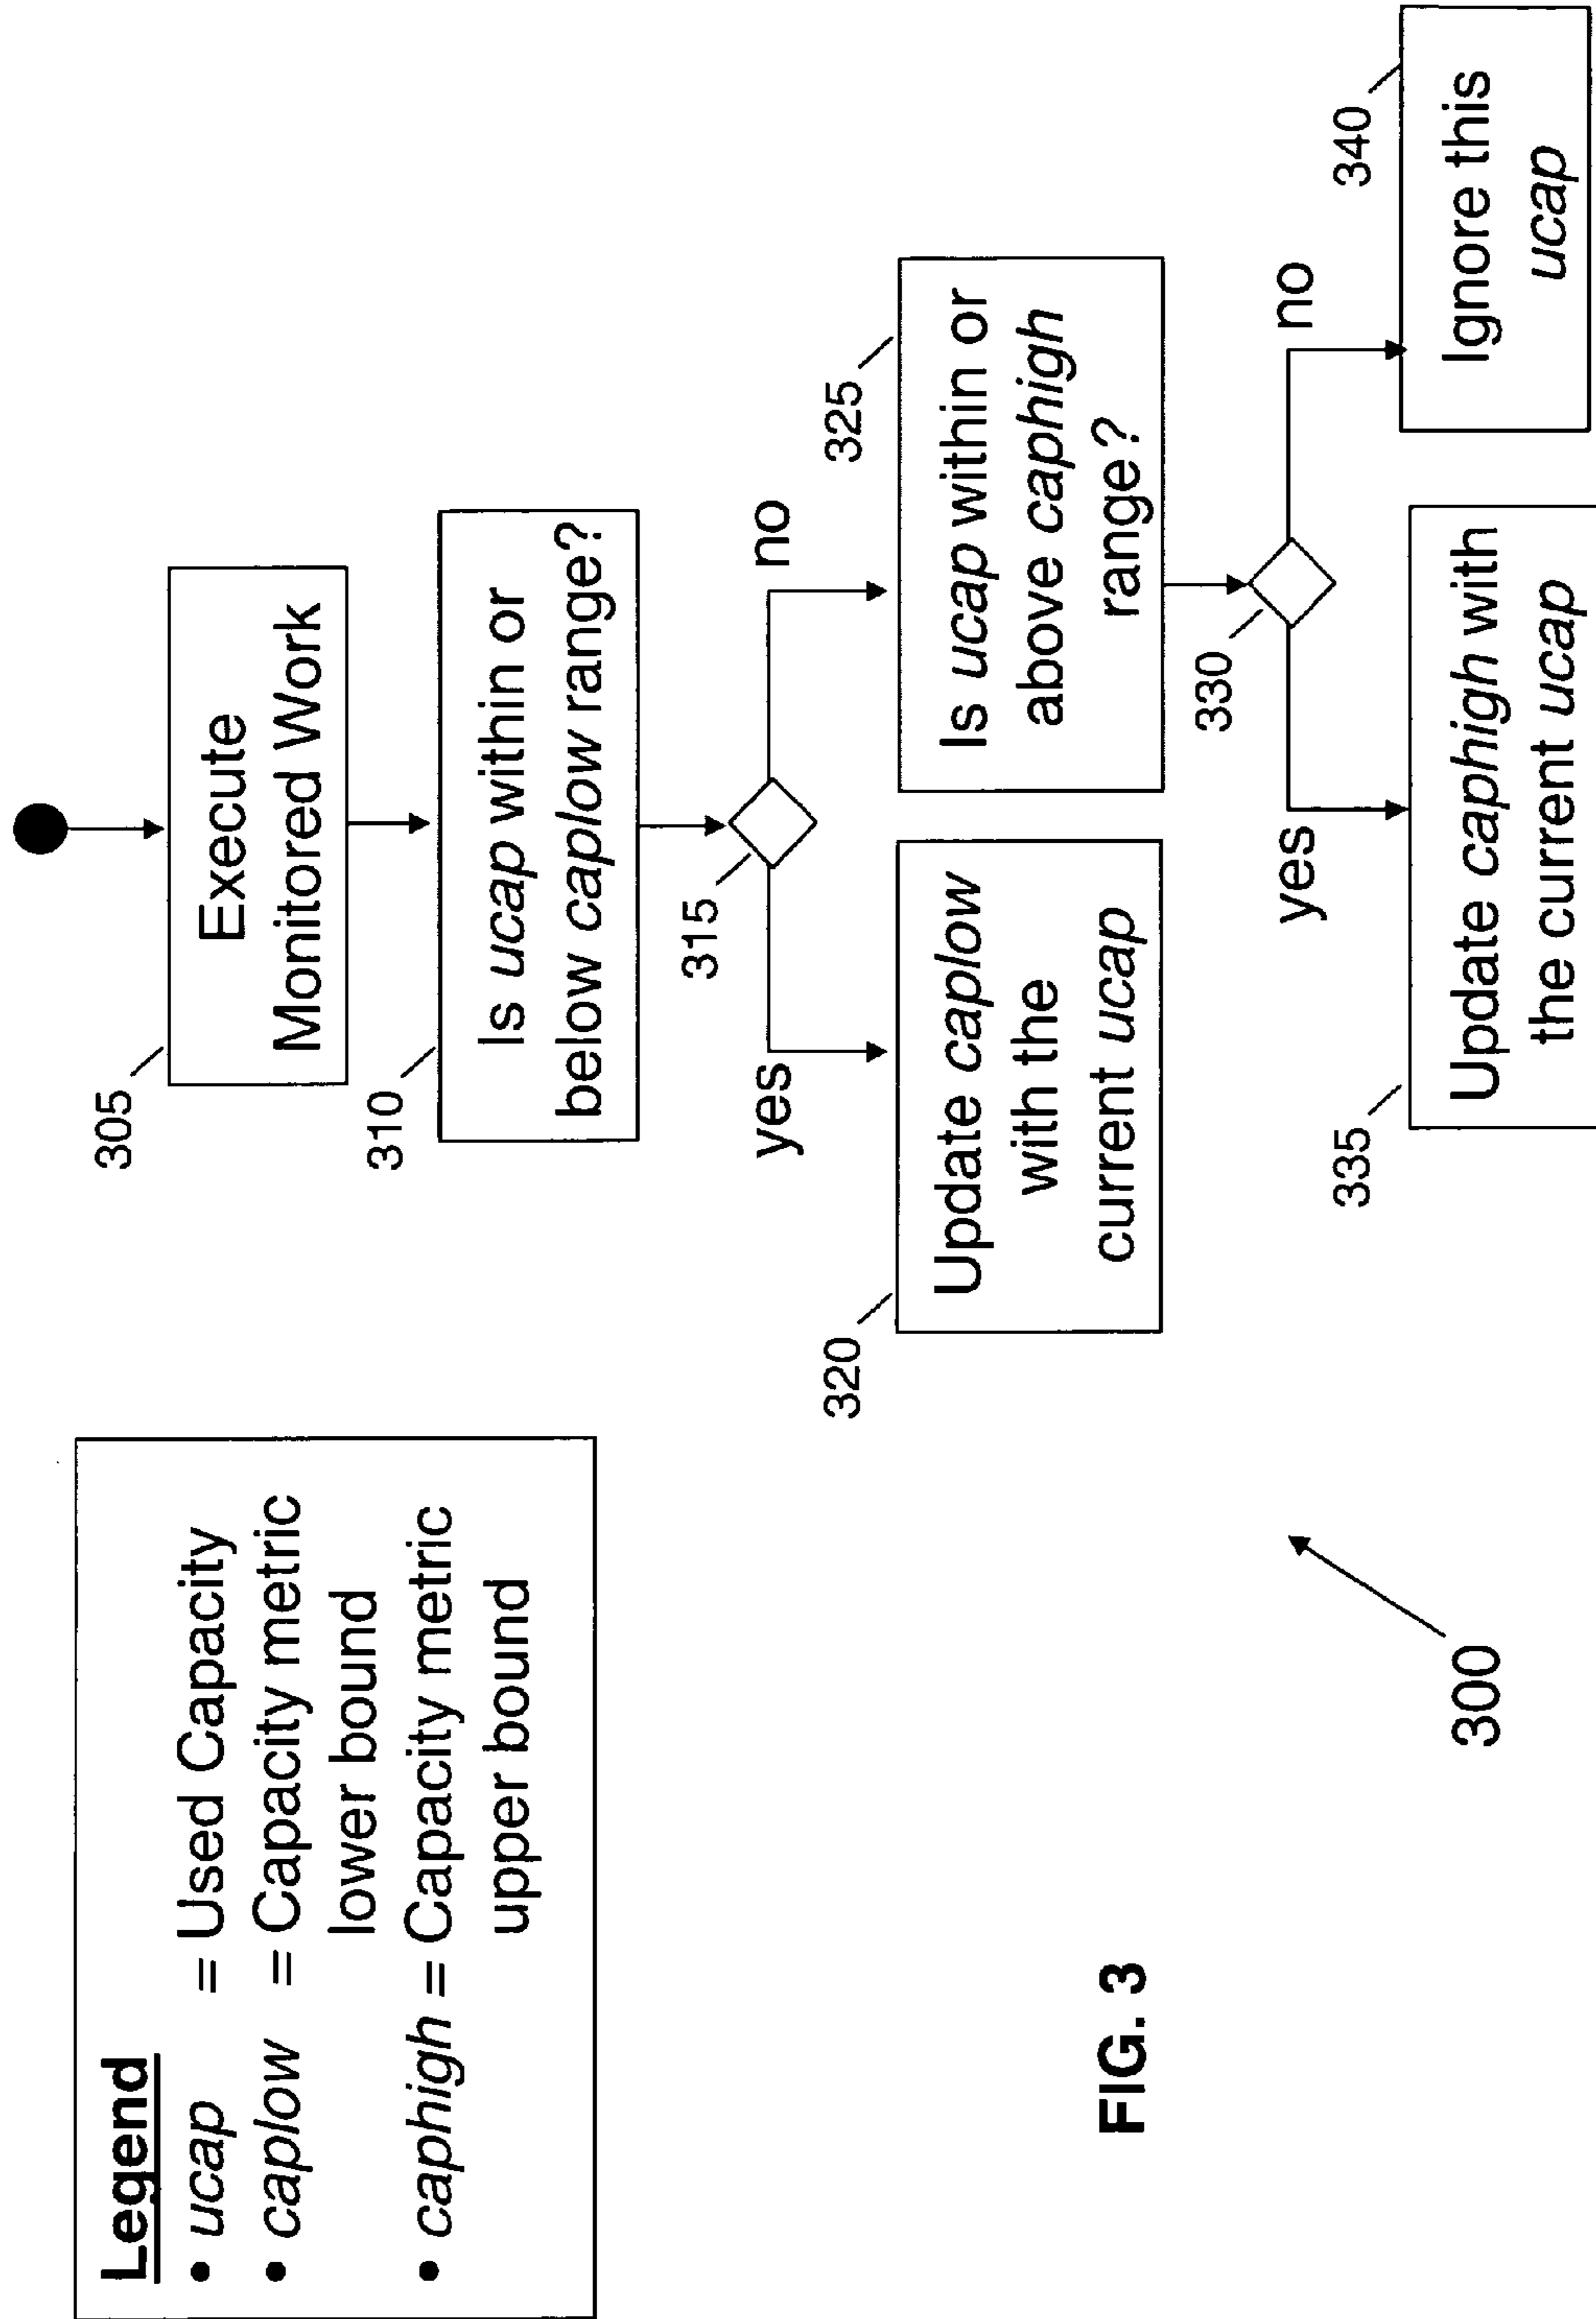 Legend
• ucap = Used Capacity
• caplow = Capacity metric
lower bound
• caphigh = Capacity metric
upper bound
305
Execute
Monitored Work
310
Is ucap within or
below caplow range?
315
yes
no
320
Update caplow
with the
current ucap
325
Is ucap within or
above caphigh
range?
330
yes
no
335
Update caphigh with
the current ucap
340
Ignore this
ucap
300
FIG. 3